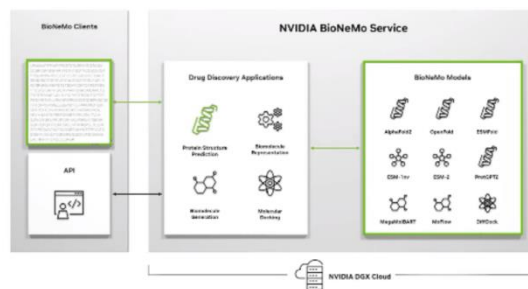 BioNeMo Clients
API
NVIDIA BioNeMo Service
Drug Discovery Applications
Protein Structure
Prediction
Biomolecule
Representation
Biomolecule
Generation
Molecular
Docking
BioNeMo Models
AlphaFold2
OpenFold
ESMFold
ESM-1nv
ESM-2
ProtGPT2
MegaMolBART
MoFlow
DiffDock
NVIDIA DGX Cloud